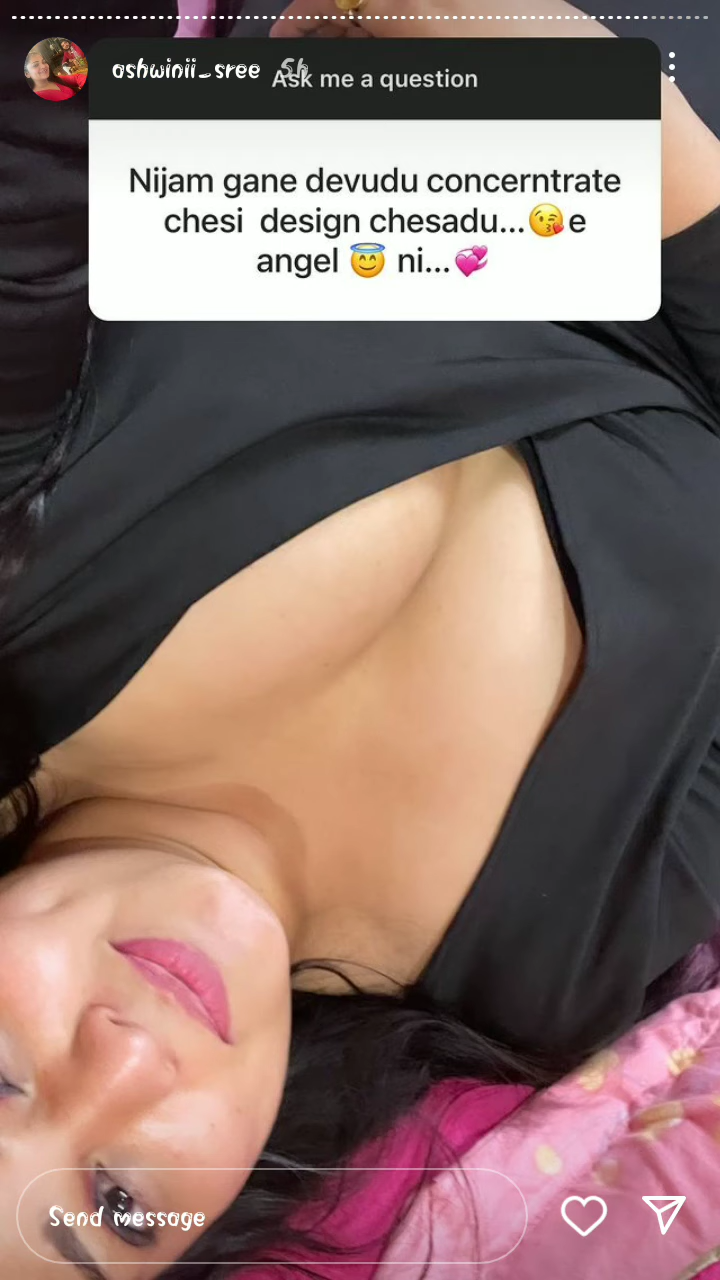 ashwinii_sree 5h
Ask me a question
Nijam gane devudu concerntrate
chesi design chesadu...😘e
angel 😇 ni...💞
Send message